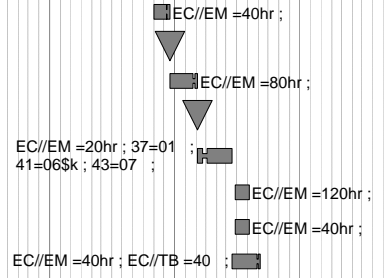 EC//EM =40hr ;
EC//EM =80hr ;
EC//EM =20hr ; 37=01 ;
41=06$k ; 43=07 ;
EC//EM =120hr ;
EC//EM =40hr ;
EC//EM =40hr ; EC//TB =40 ;